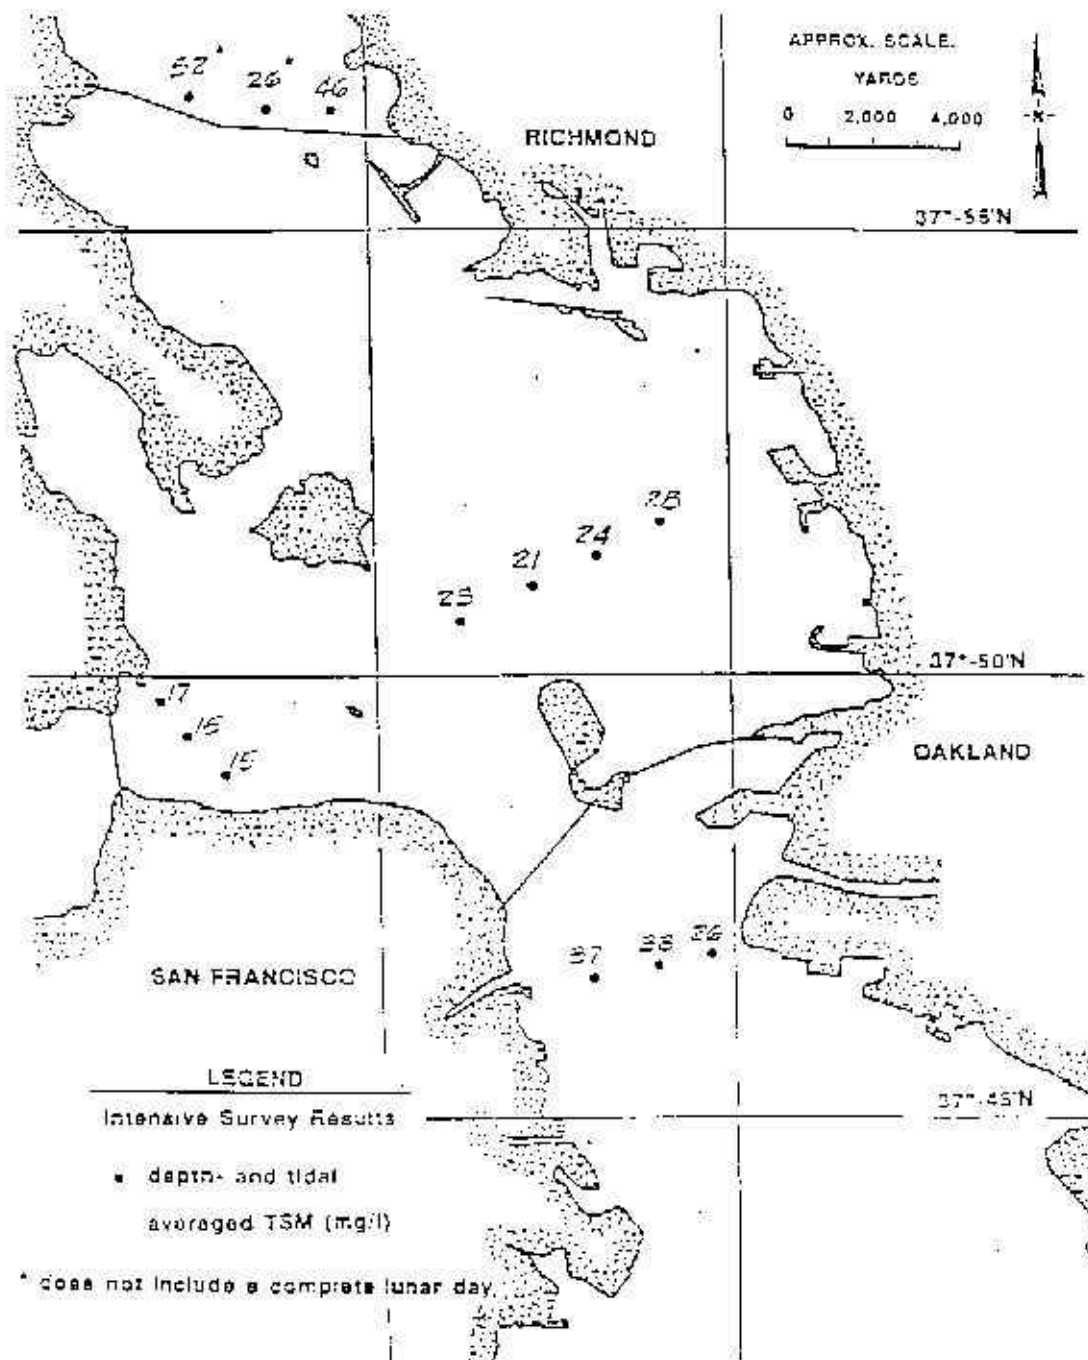 APPROX. SCALE.
YARDS
0 2,000 4,000
-N-
52* 26* 46
RICHMOND
37°-55'N
28
24
21
25
37°-50'N
17
16
15
OAKLAND
37 38 36
SAN FRANCISCO
LEGEND
Intensive Survey Results
37°-45'N
• depth- and tidal
averaged TSM (mg/l)
* does not include a complete lunar day